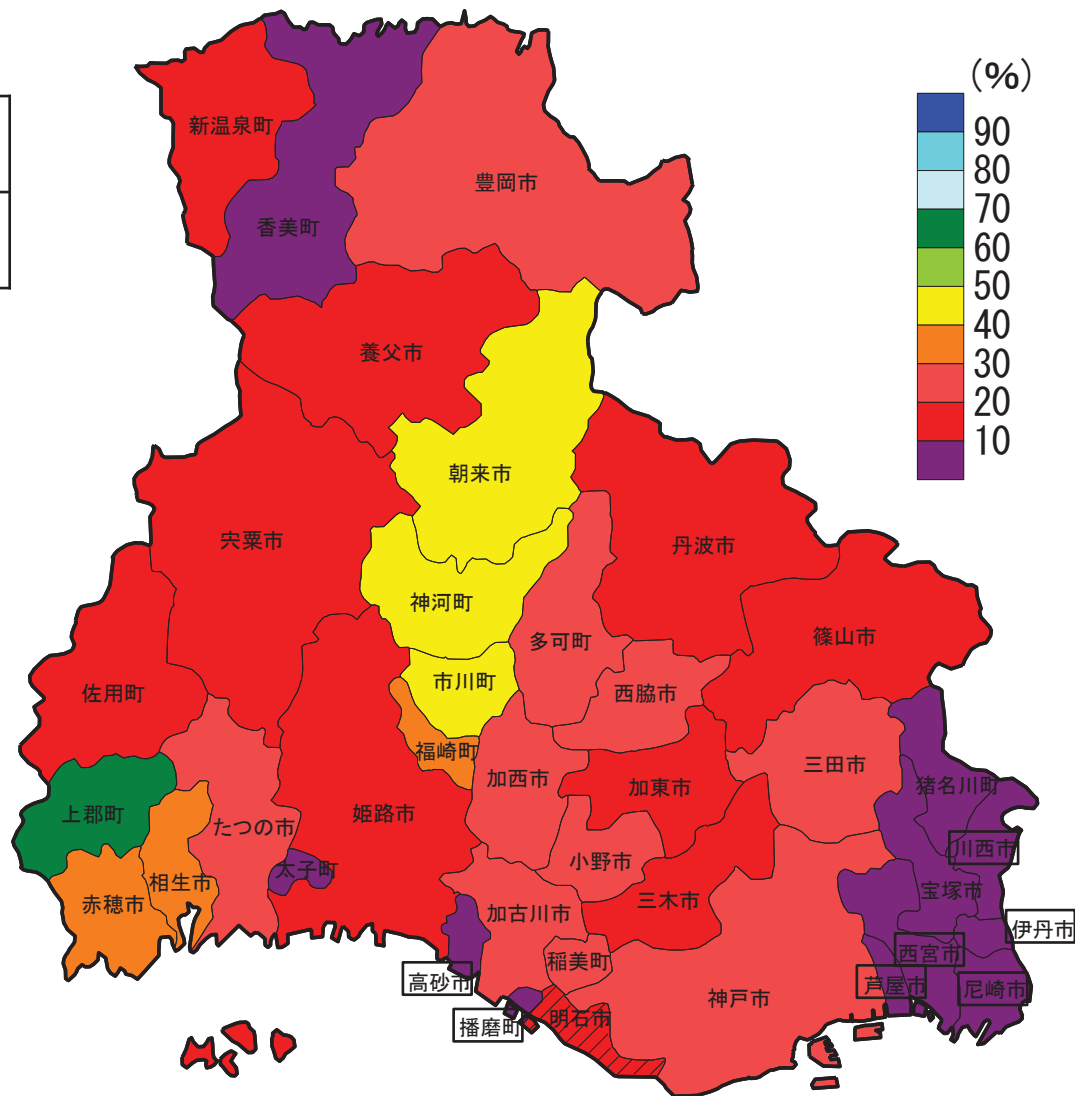 (%)
90
80
70
60
50
40
30
20
10
新温泉町
香美町
豊岡市
養父市
朝来市
宍粟市
丹波市
神河町
多可町
篠山市
佐用町
市川町
西脇市
福崎町
加西市
三田市
加東市
猪名川町
上郡町
姫路市
たつの市
川西市
小野市
太子町
相生市
宝塚市
赤穂市
三木市
加古川市
伊丹市
西宮市
稲美町
高砂市
芦屋市
尼崎市
神戸市
播磨町
明石市